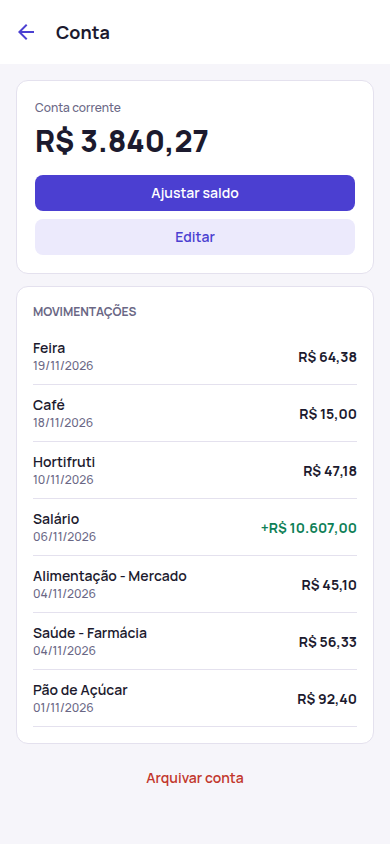 Conta
Conta corrente
R$ 3.840,27
Ajustar saldo
Editar
MOVIMENTAÇÕES
Feira
19/11/2026
R$ 64,38
Café
18/11/2026
R$ 15,00
Hortifruti
10/11/2026
R$ 47,18
Salário
06/11/2026
+R$ 10.607,00
Alimentação - Mercado
04/11/2026
R$ 45,10
Saúde - Farmácia
04/11/2026
R$ 56,33
Pão de Açúcar
01/11/2026
R$ 92,40
Arquivar conta